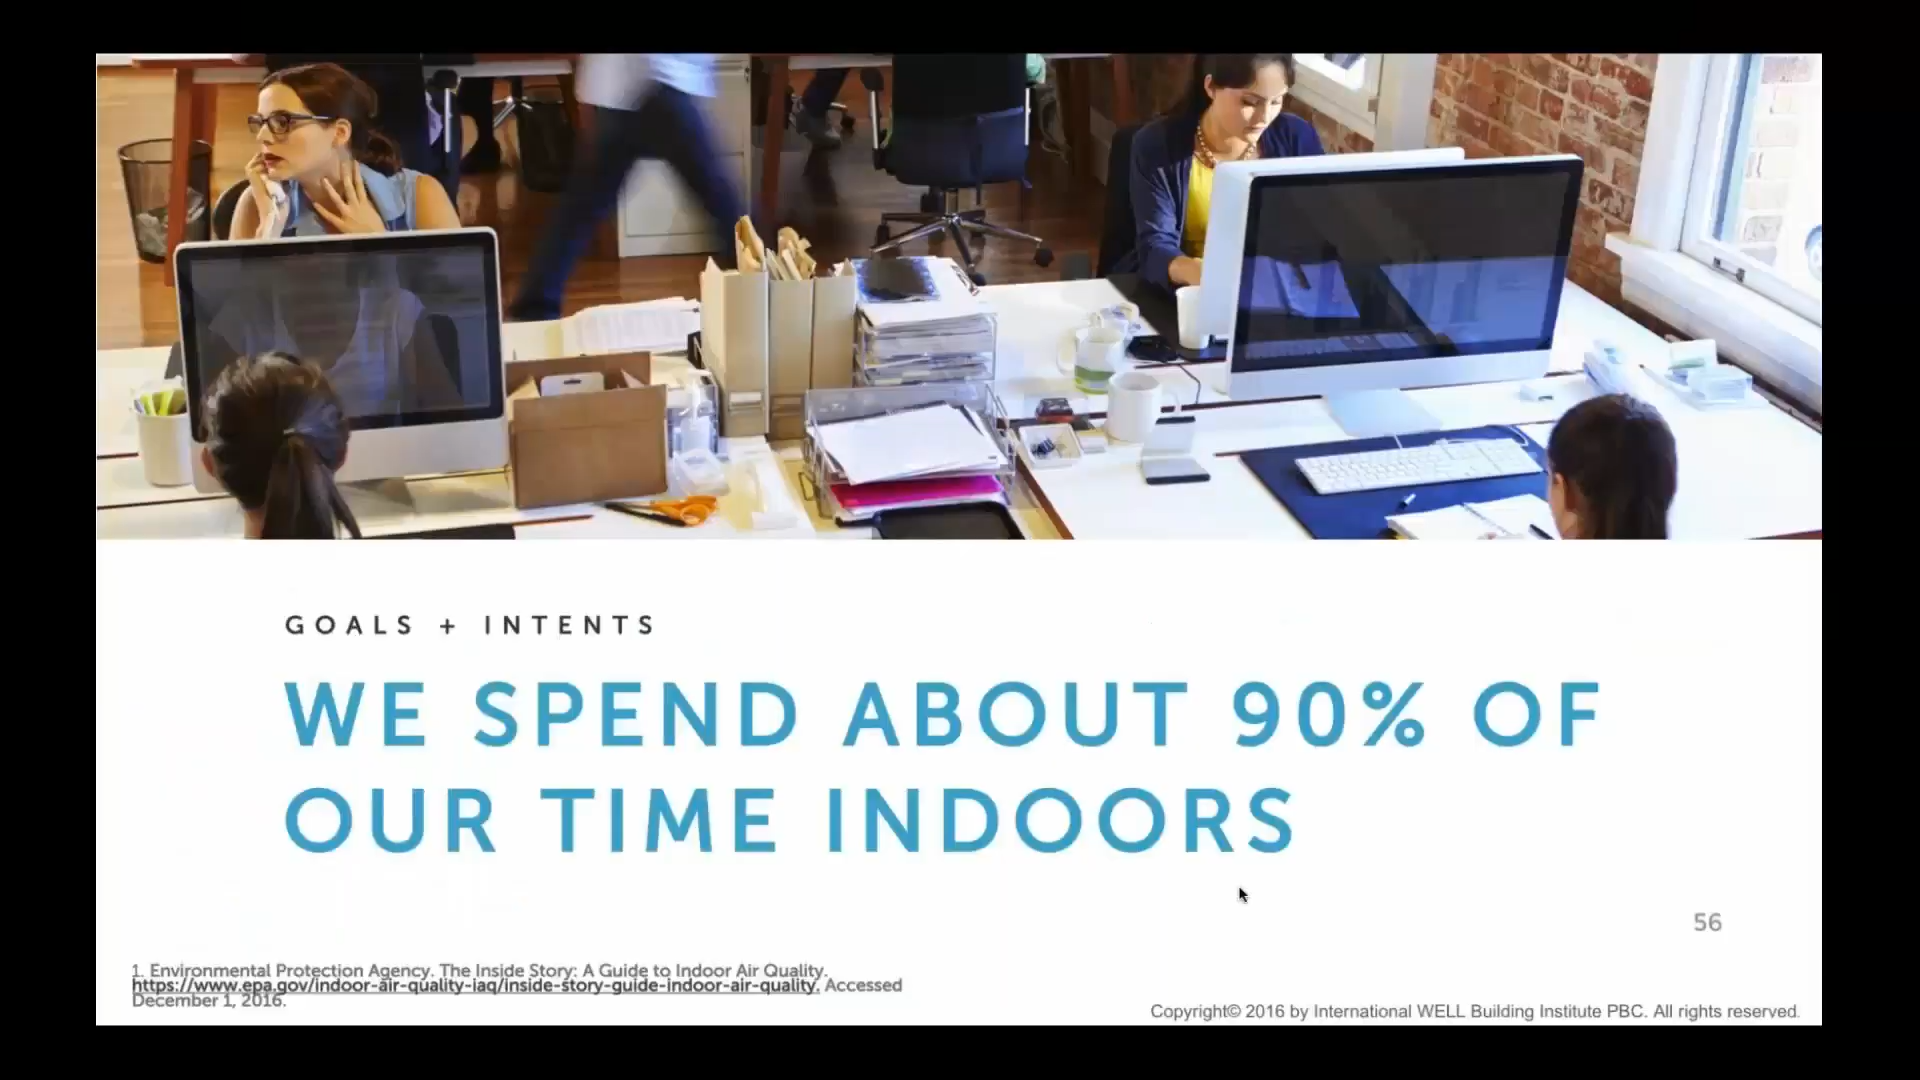 GOALS + INTENTS
WE SPEND ABOUT 90% OF
OUR TIME INDOORS
56
1. Environmental Protection Agency. The Inside Story: A Guide to Indoor Air Quality.
https://www.epa.gov/indoor-air-quality-iaq/inside-story-guide-indoor-air-quality. Accessed
December 1, 2016.
Copyright© 2016 by International WELL Building Institute PBC. All rights reserved.